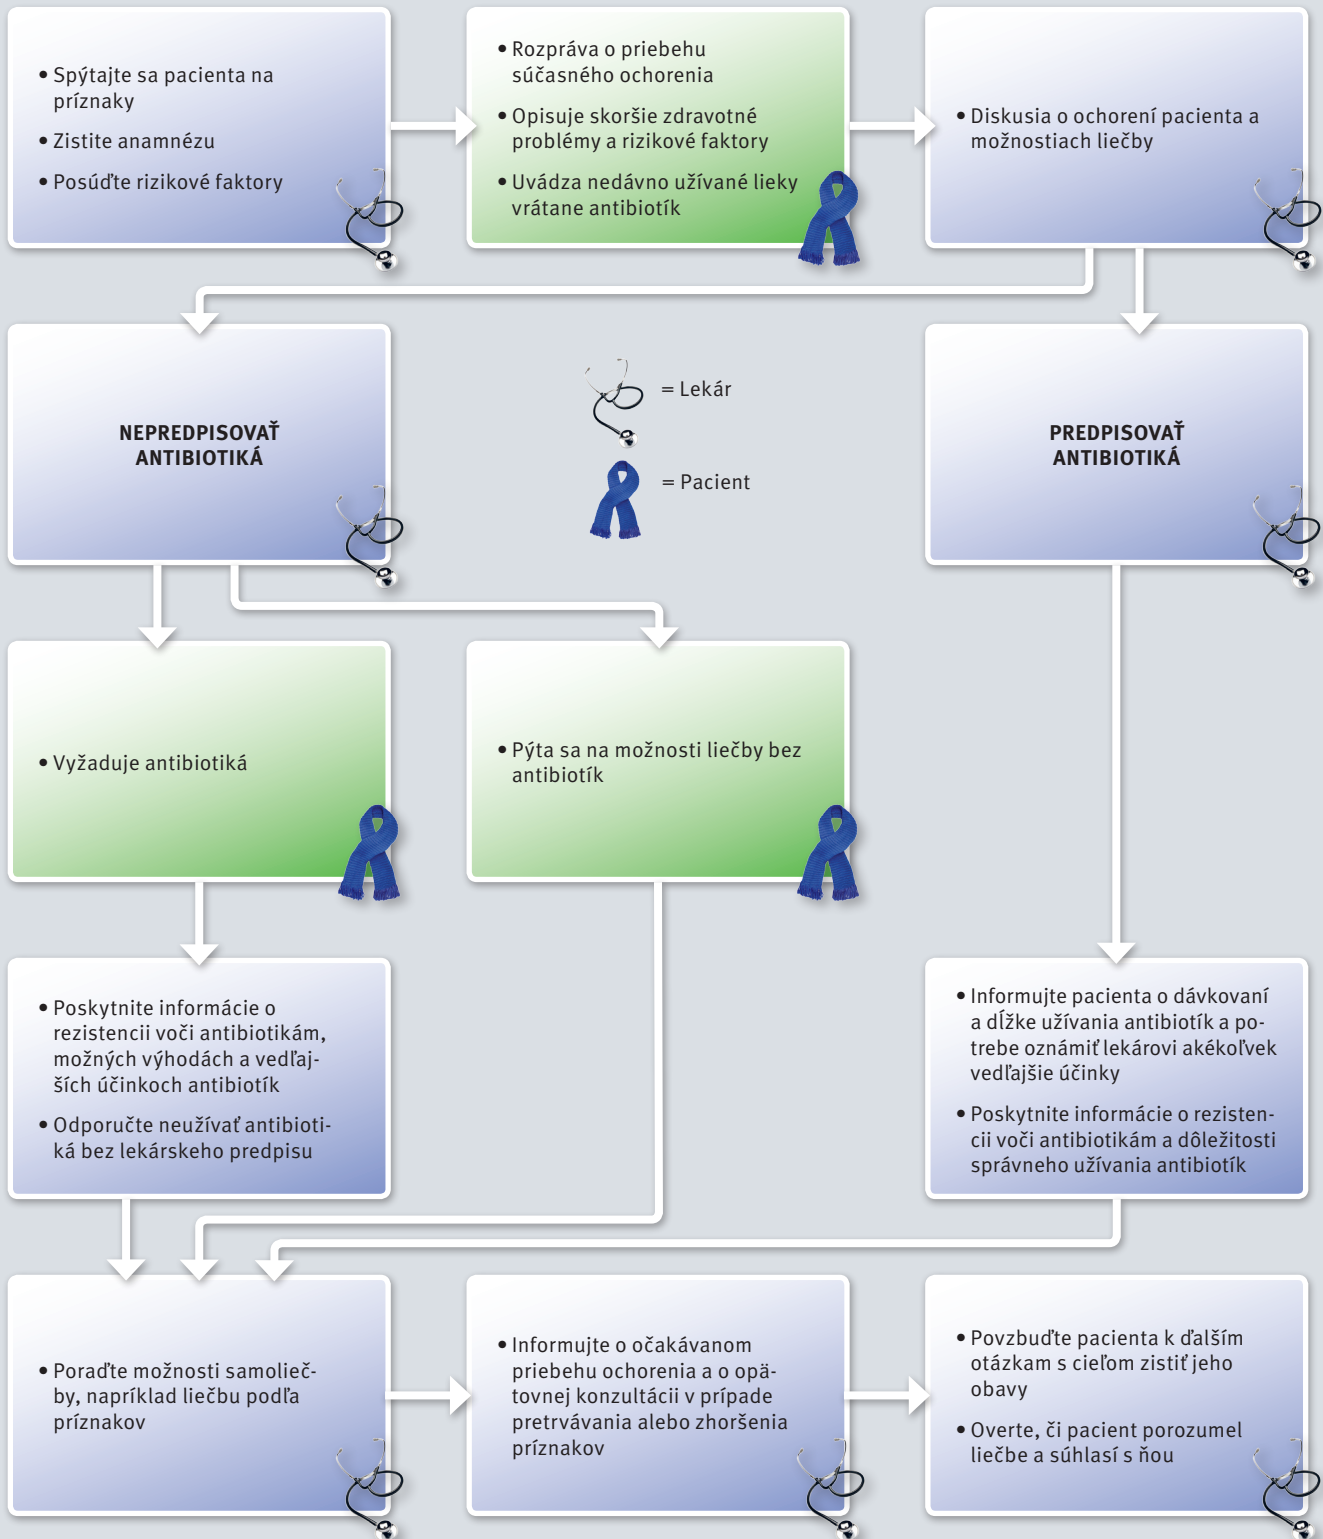 • Spýtajte sa pacienta na
príznaky
• Zistite anamnézu
• Posúďte rizikové faktory
• Rozpráva o priebehu
súčasného ochorenia
• Opisuje skoršie zdravotné
problémy a rizikové faktory
• Uvádza nedávno užívané lieky
vrátane antibiotík
• Diskusia o ochorení pacienta a
možnostiach liečby
NEPREDPISOVAŤ
ANTIBIOTIKÁ
= Lekár
= Pacient
PREDPISOVAŤ
ANTIBIOTIKÁ
• Vyžaduje antibiotiká
• Pýta sa na možnosti liečby bez
antibiotík
• Poskytnite informácie o
rezistencii voči antibiotikám,
možných výhodách a vedľaj-
ších účinkoch antibiotík
• Odporučte neužívať antibioti-
ká bez lekárskeho predpisu
• Informujte pacienta o dávkovaní
a dĺžke užívania antibiotík a po-
trebe oznámiť lekárovi akékoľvek
vedľajšie účinky
• Poskytnite informácie o rezisten-
cii voči antibiotikám a dôležitosti
správneho užívania antibiotík
• Poraďte možnosti samolieč-
by, napríklad liečbu podľa
príznakov
• Informujte o očakávanom
priebehu ochorenia a o opä-
tovnej konzultácii v prípade
pretrvávania alebo zhoršenia
príznakov
• Povzbuďte pacienta k ďalším
otázkam s cieľom zistiť jeho
obavy
• Overte, či pacient porozumel
liečbe a súhlasí s ňou